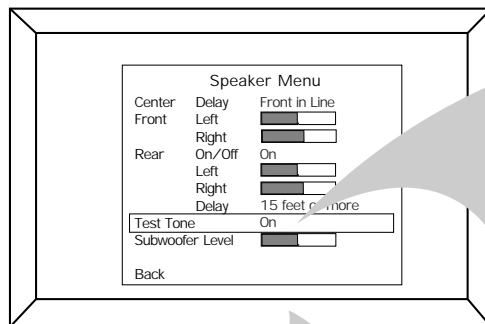 Speaker Menu
Center Delay Front in Line
Front Left
Right
Rear On/Off On
Left
Right
Delay 15 feet or more
Test Tone On
Subwoofer Level
Back